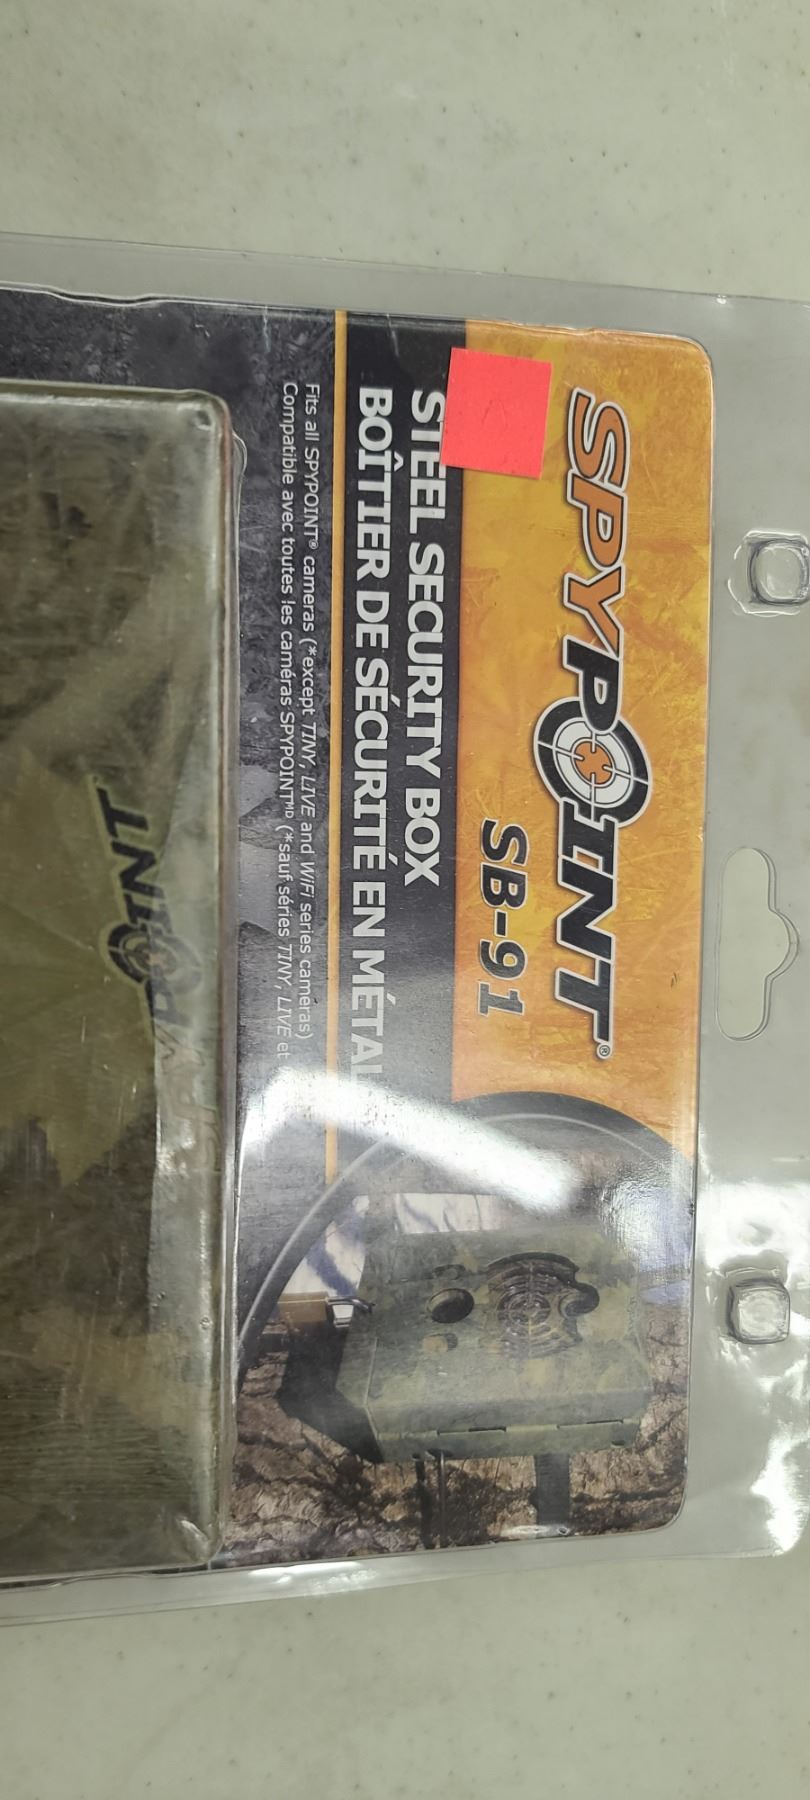 SPYPOINT®
SB-91
STEEL SECURITY BOX
BOÎTIER DE SÉCURITÉ EN MÉTAL
Fits all SPYPOINT® cameras (*except TINY, LIVE and WiFi series cameras)
Compatible avec toutes les caméras SPYPOINTᴹᴰ (*sauf séries TINY, LIVE et
SPYPOINT